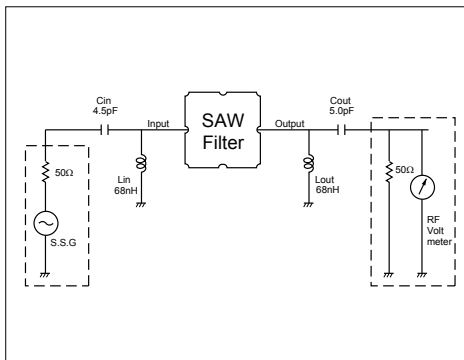 Cin
4.5pF
Input
SAW
Filter
Output
Cout
5.0pF
50Ω
S.S.G
Lin
68nH
Lout
68nH
50Ω
RF
Volt
meter